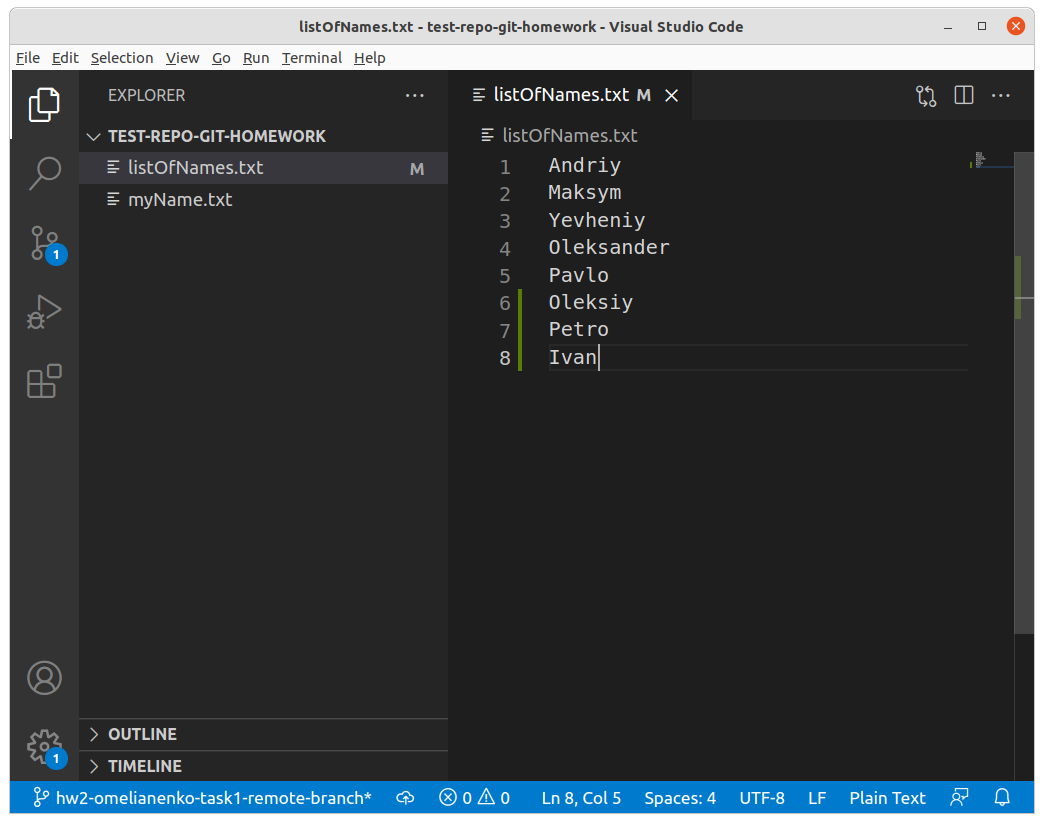 listOfNames.txt - test-repo-git-homework - Visual Studio Code
File Edit Selection View Go Run Terminal Help
EXPLORER
TEST-REPO-GIT-HOMEWORK
listOfNames.txt M
myName.txt
1
OUTLINE
1
TIMELINE
listOfNames.txt M
listOfNames.txt
1 Andriy
2 Maksym
3 Yevheniy
4 Oleksander
5 Pavlo
6 Oleksiy
7 Petro
8 Ivan
hw2-omelianenko-task1-remote-branch* 0 0 Ln 8, Col 5 Spaces: 4 UTF-8 LF Plain Text